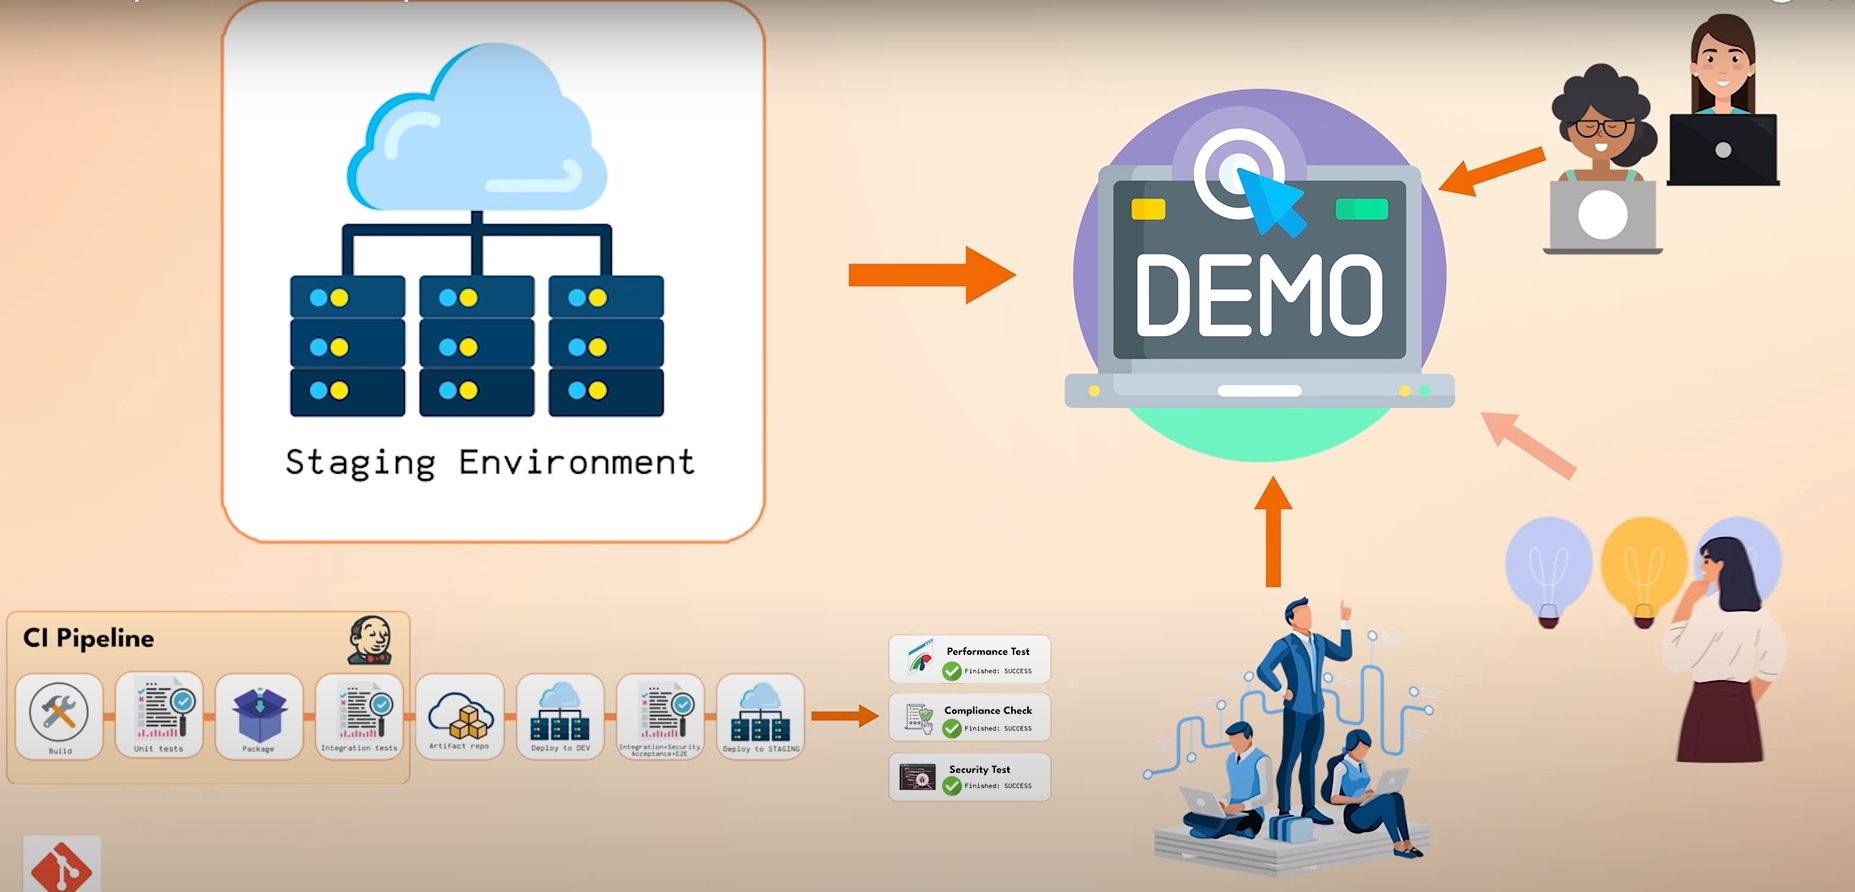 Staging Environment
DEMO
CI Pipeline
Build
Unit tests
Package
Integration tests
Artifact repo
Deploy to DEV
Integration+Security
Acceptance+E2E
Deploy to STAGING
Performance Test
Finished: SUCCESS
Compliance Check
Finished: SUCCESS
Security Test
Finished: SUCCESS